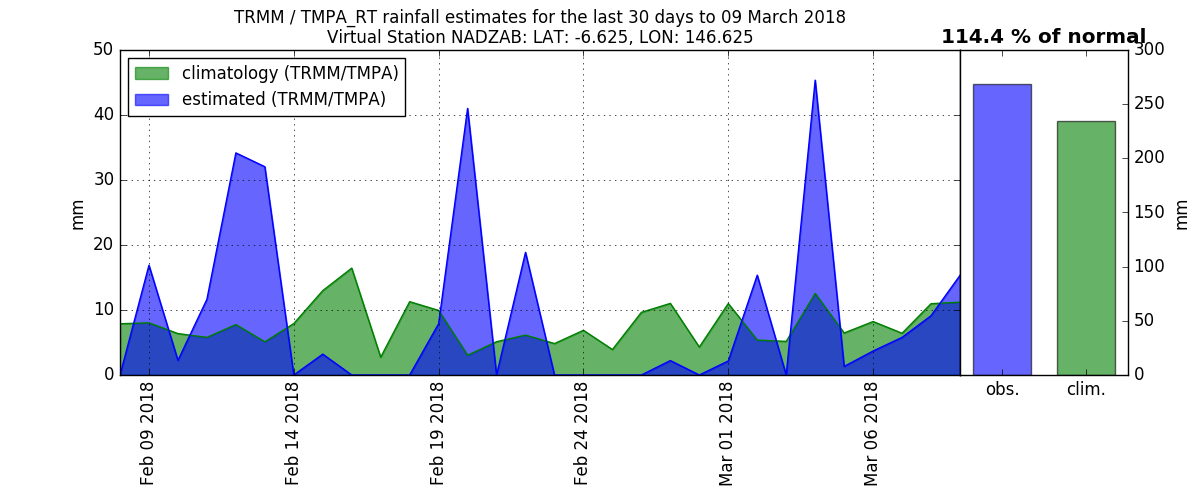 TRMM / TMPA_RT rainfall estimates for the last 30 days to 09 March 2018
Virtual Station NADZAB: LAT: -6.625, LON: 146.625
114.4 % of normal
climatology (TRMM/TMPA)
estimated (TRMM/TMPA)
50
40
30
20
10
0
mm
Feb 09 2018
Feb 14 2018
Feb 19 2018
Feb 24 2018
Mar 01 2018
Mar 06 2018
300
250
200
150
100
50
0
mm
obs.
clim.